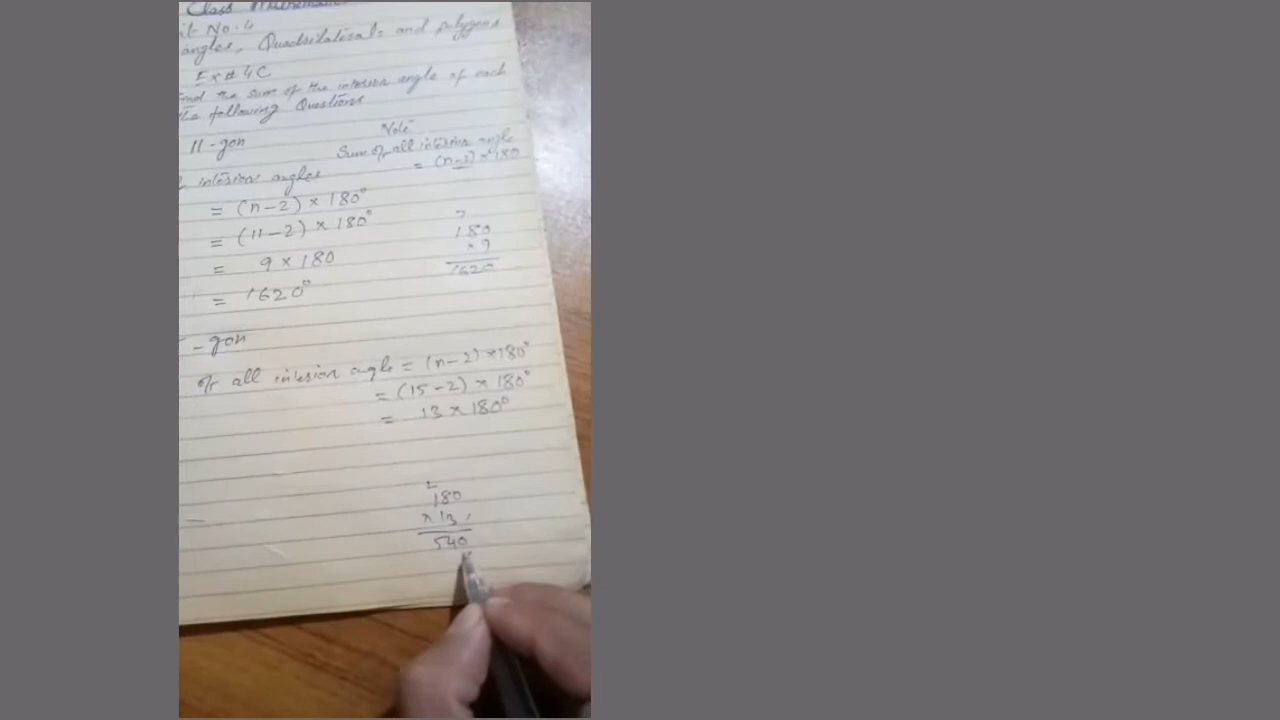 Class Mathematic
it No. 4
angles, Quadrilaterals and polygons
Ex # 4C
Find the sum of the interior angle of each
the following Questions
11-gon
Note
Sum of all interior angle
= (n-2) × 180
interior angles
= (n-2) × 180°
= (11-2) × 180°
= 9 × 180
= 1620°
180
× 9
1620
-gon
of all interior angle = (n-2) × 180°
= (15-2) × 180°
= 13 × 180°
2
180
× 13
540